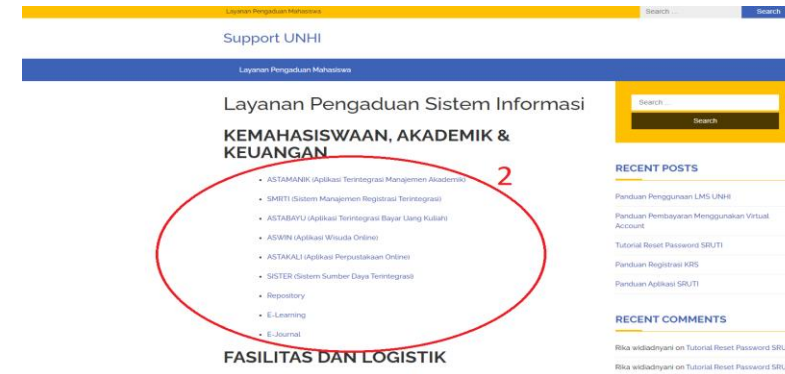 Layanan Pengaduan Mahasiswa
Search ...
Search
Support UNHI
Layanan Pengaduan Mahasiswa
Layanan Pengaduan Sistem Informasi
KEMAHASISWAAN, AKADEMIK &
KEUANGAN
2
• ASTAMANIK (Aplikasi Terintegrasi Manajemen Akademik)
• SMRTI (Sistem Manajemen Registrasi Terintegrasi)
• ASTABAYU (Aplikasi Terintegrasi Bayar Uang Kuliah)
• ASWIN (Aplikasi Wisuda Online)
• ASTAKALI (Aplikasi Perpustakaan Online)
• SISTER (Sistem Sumber Daya Terintegrasi)
• Repository
• E-Learning
• E-Journal
FASILITAS DAN LOGISTIK
Search ...
Search
RECENT POSTS
Panduan Penggunaan LMS UNHI
Panduan Pembayaran Menggunakan Virtual
Account
Tutorial Reset Password SRUTI
Panduan Registrasi KRS
Panduan Aplikasi SRUTI
RECENT COMMENTS
Rika widiadnyani on Tutorial Reset Password SRU
Rika widiadnyani on Tutorial Reset Password SRU